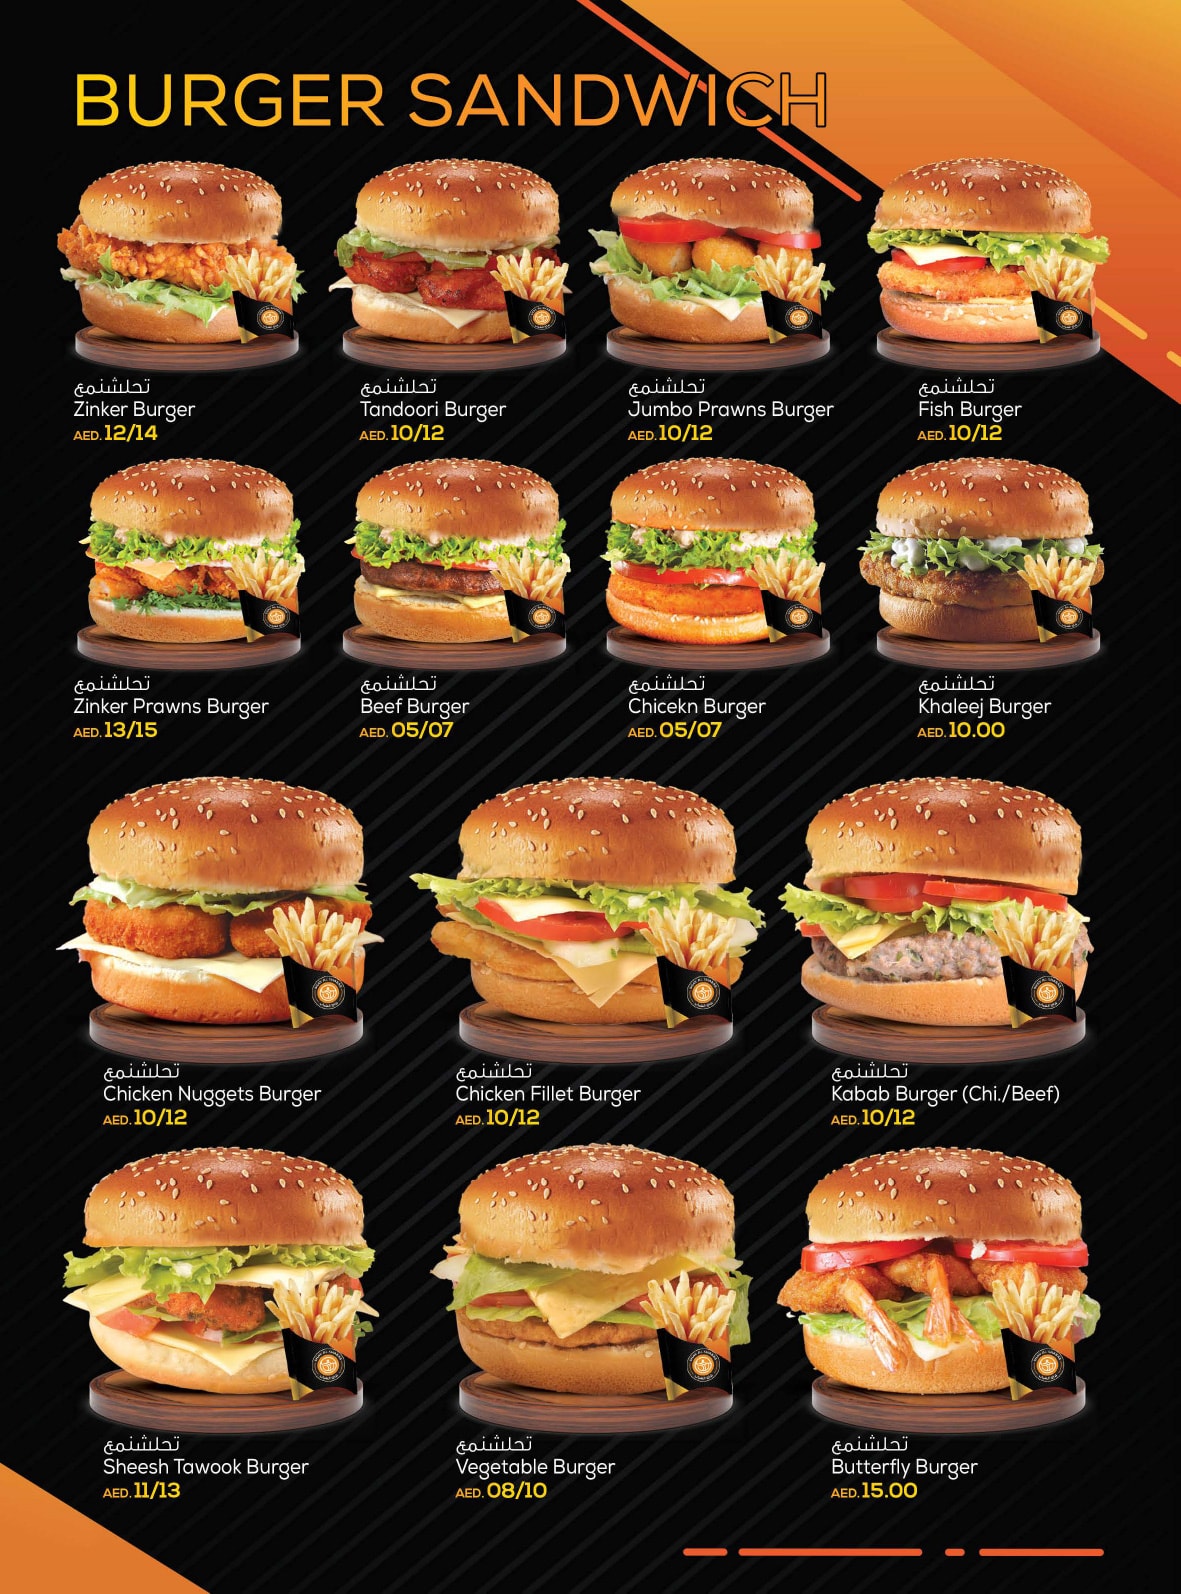 BURGER SANDWICH
تحلشنمع
Zinker Burger
AED. 12/14
تحلشنمع
Tandoori Burger
AED. 10/12
تحلشنمع
Jumbo Prawns Burger
AED. 10/12
تحلشنمع
Fish Burger
AED. 10/12
تحلشنمع
Zinker Prawns Burger
AED. 13/15
تحلشنمع
Beef Burger
AED. 05/07
تحلشنمع
Chicekn Burger
AED. 05/07
تحلشنمع
Khaleej Burger
AED. 10.00
تحلشنمع
Chicken Nuggets Burger
AED. 10/12
تحلشنمع
Chicken Fillet Burger
AED. 10/12
تحلشنمع
Kabab Burger (Chi./Beef)
AED. 10/12
تحلشنمع
Sheesh Tawook Burger
AED. 11/13
تحلشنمع
Vegetable Burger
AED. 08/10
تحلشنمع
Butterfly Burger
AED. 15.00